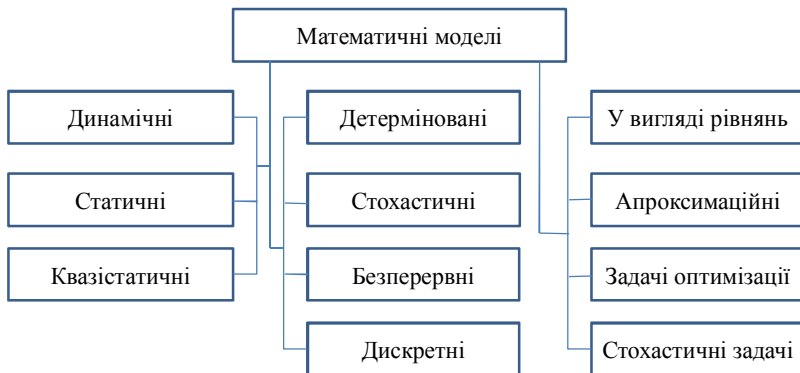 Математичні моделі
Динамічні
Статичні
Квазістатичні
Детерміновані
Стохастичні
Безперервні
Дискретні
У вигляді рівнянь
Апроксимаційні
Задачі оптимізації
Стохастичні задачі